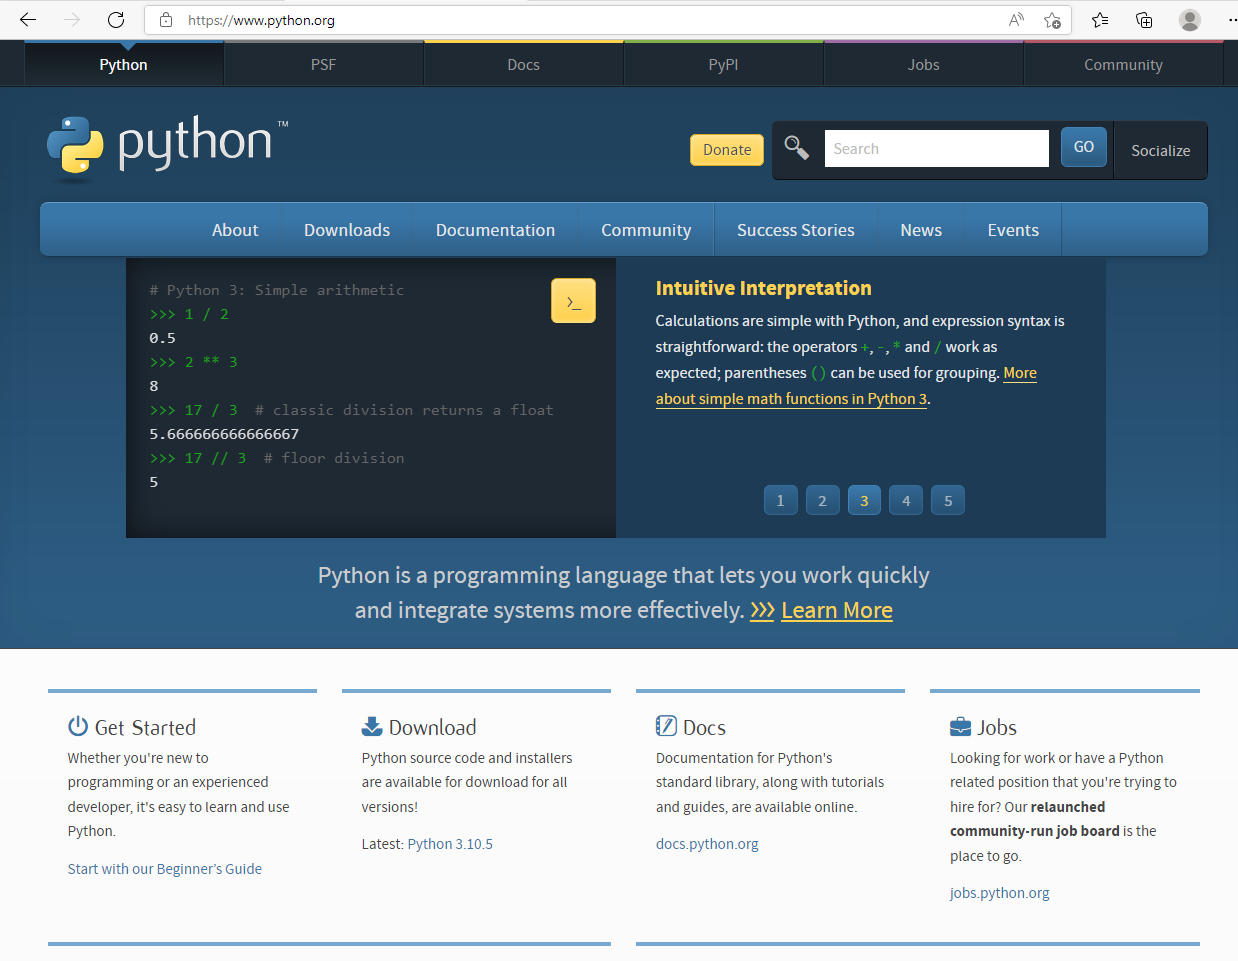 https://www.python.org
Python PSF Docs PyPI Jobs Community
python™
Donate Search GO Socialize
About Downloads Documentation Community Success Stories News Events
# Python 3: Simple arithmetic
>>> 1 / 2
0.5
>>> 2 ** 3
8
>>> 17 / 3  # classic division returns a float
5.666666666666667
>>> 17 // 3  # floor division
5
>_
Intuitive Interpretation
Calculations are simple with Python, and expression syntax is
straightforward: the operators +, -, * and / work as
expected; parentheses () can be used for grouping. More
about simple math functions in Python 3.
1 2 3 4 5
Python is a programming language that lets you work quickly
and integrate systems more effectively. >>> Learn More
Get Started
Whether you're new to
programming or an experienced
developer, it's easy to learn and use
Python.
Start with our Beginner’s Guide
Download
Python source code and installers
are available for download for all
versions!
Latest: Python 3.10.5
Docs
Documentation for Python's
standard library, along with tutorials
and guides, are available online.
docs.python.org
Jobs
Looking for work or have a Python
related position that you're trying to
hire for? Our relaunched
community-run job board is the
place to go.
jobs.python.org